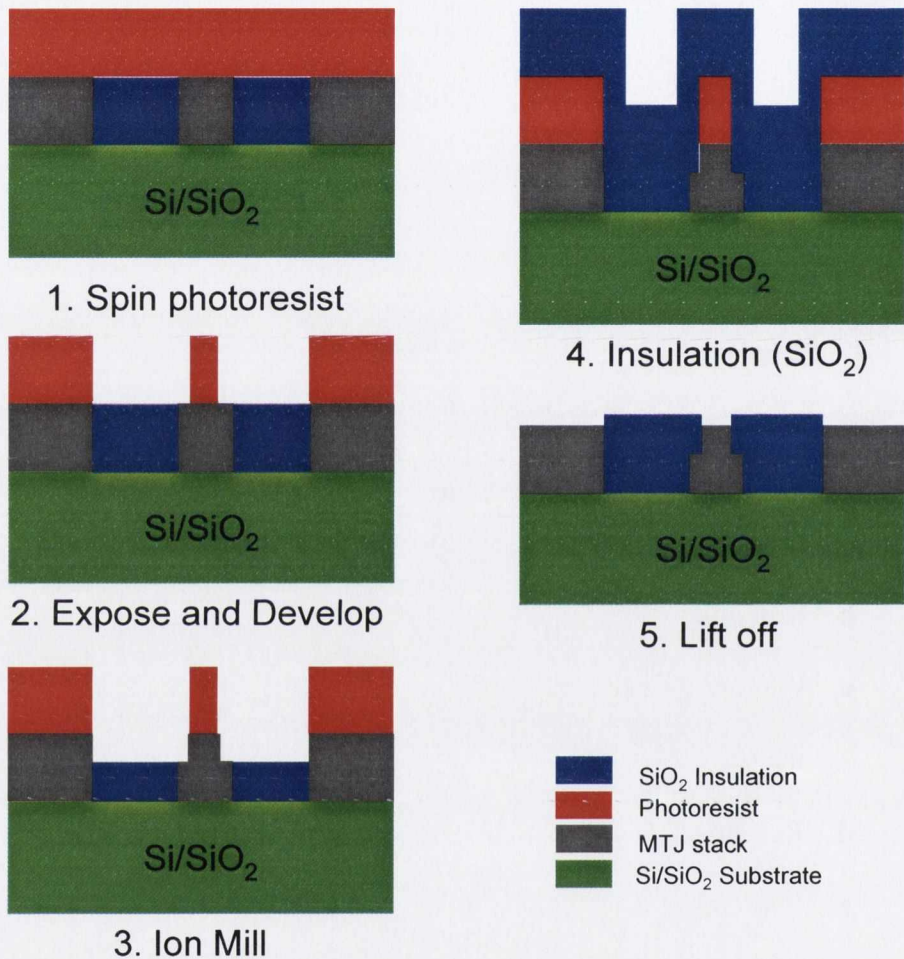 Si/SiO₂
1. Spin photoresist
Si/SiO₂
2. Expose and Develop
Si/SiO₂
3. Ion Mill
Si/SiO₂
4. Insulation (SiO₂)
Si/SiO₂
5. Lift off
SiO₂ Insulation
Photoresist
MTJ stack
Si/SiO₂ Substrate